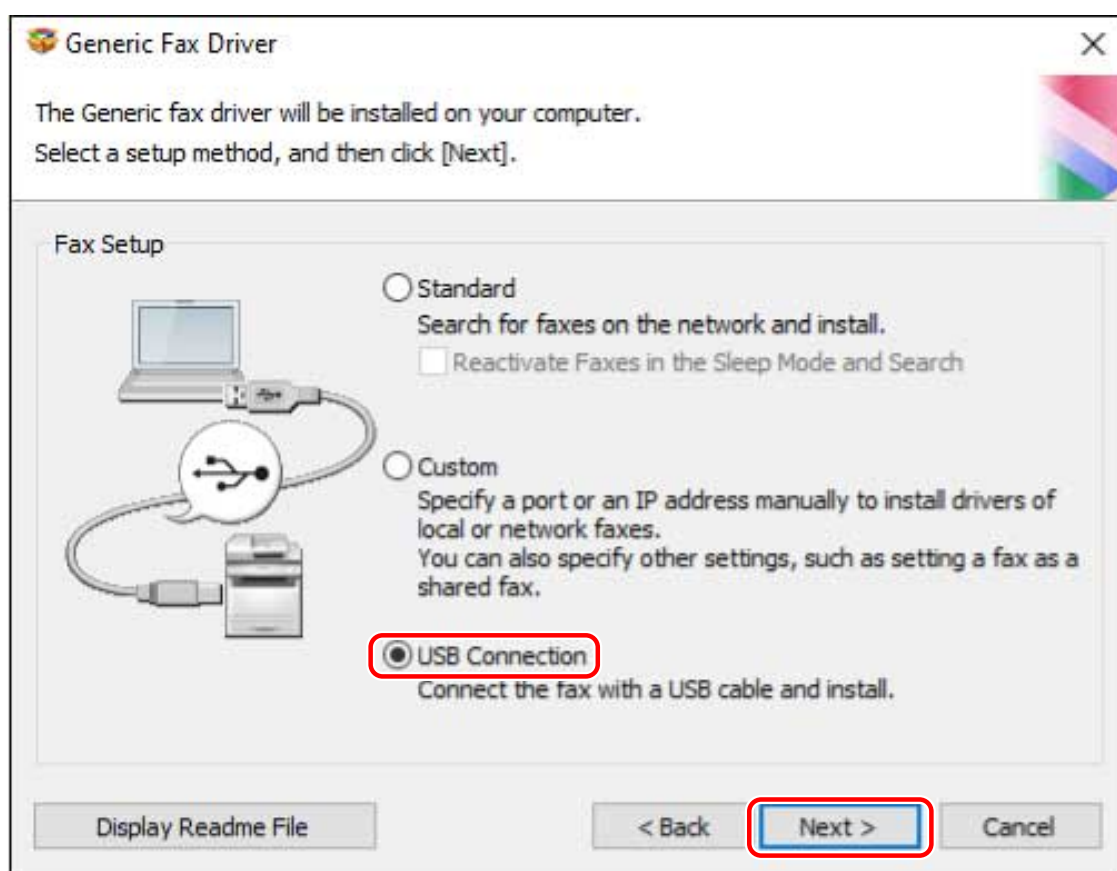 Generic Fax Driver
The Generic fax driver will be installed on your computer.
Select a setup method, and then click [Next].
Fax Setup
Standard
Search for faxes on the network and install.
Reactivate Faxes in the Sleep Mode and Search
Custom
Specify a port or an IP address manually to install drivers of
local or network faxes.
You can also specify other settings, such as setting a fax as a
shared fax.
USB Connection
Connect the fax with a USB cable and install.
Display Readme File
< Back
Next >
Cancel